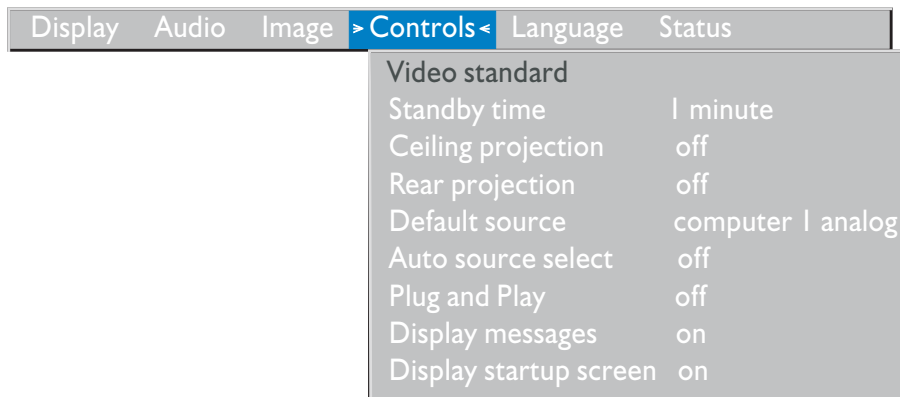 Display Audio Image > Controls < Language Status
Video standard
Standby time 1 minute
Ceiling projection off
Rear projection off
Default source computer 1 analog
Auto source select off
Plug and Play off
Display messages on
Display startup screen on